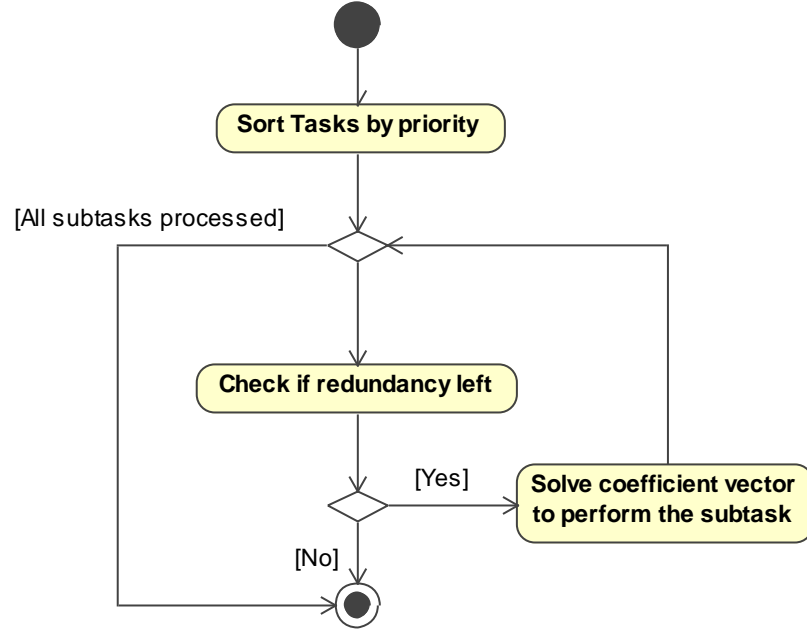 Sort Tasks by priority
[All subtasks processed]
Check if redundancy left
[Yes]
Solve coefficient vector
to perform the subtask
[No]